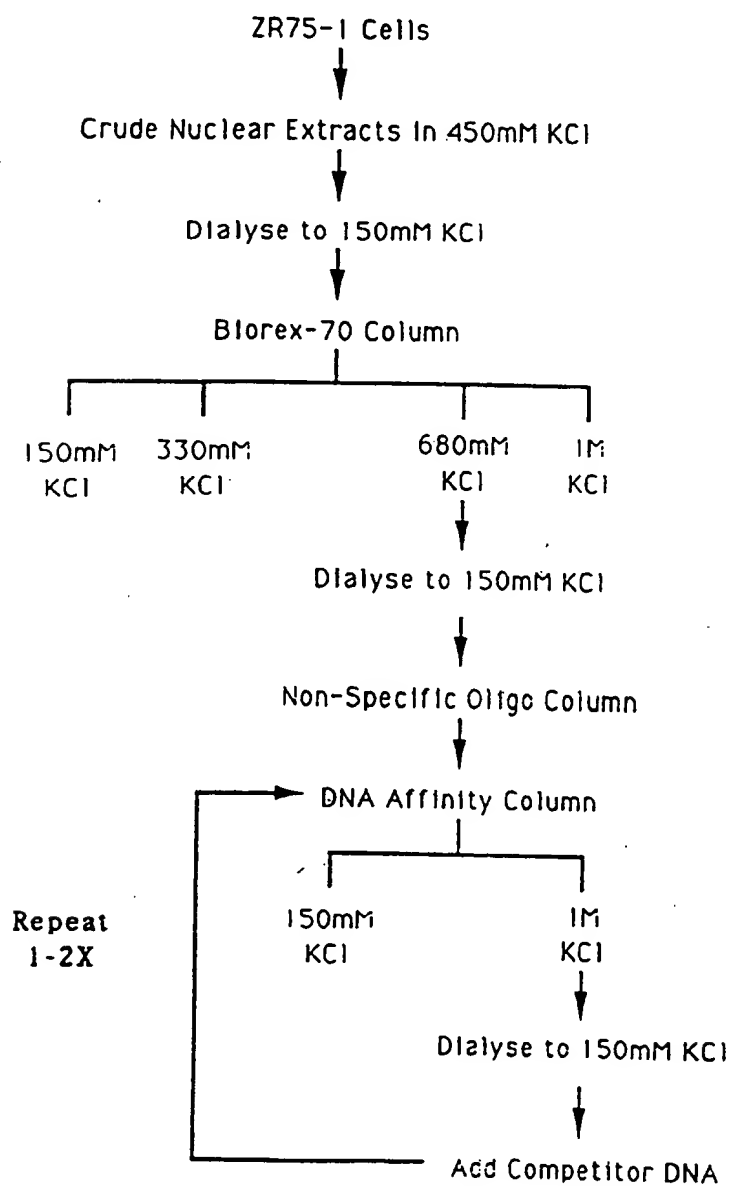 ZR75-1 Cells
Crude Nuclear Extracts in 450mM KCl
Dialyse to 150mM KCl
Biorex-70 Column
150mM 330mM 680mM 1M
KCl KCl KCl KCl
Dialyse to 150mM KCl
Non-Specific Oligo Column
DNA Affinity Column
Repeat
1-2X
150mM 1M
KCl KCl
Dialyse to 150mM KCl
Add Competitor DNA